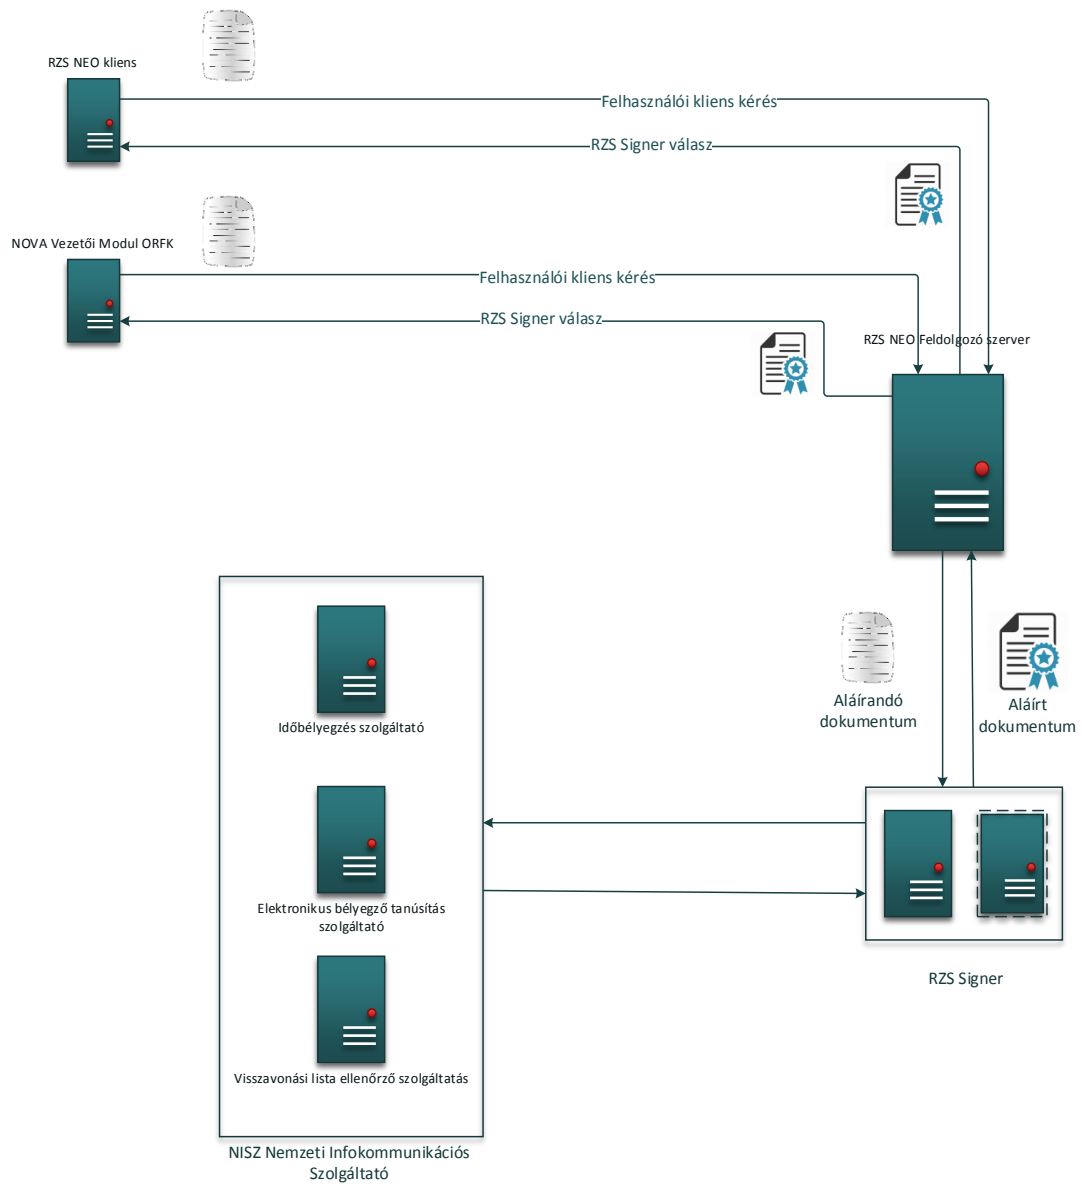 RZS NEO kliens
Felhasználói kliens kérés
RZS Signer válasz
NOVA Vezetői Modul ORFK
Felhasználói kliens kérés
RZS Signer válasz
RZS NEO Feldolgozó szerver
Aláírandó
dokumentum
Aláírt
dokumentum
Időbélyegzés szolgáltató
Elektronikus bélyegző tanúsítás
szolgáltató
RZS Signer
Visszavonási lista ellenőrző szolgáltatás
NISZ Nemzeti Infokommunikációs
Szolgáltató